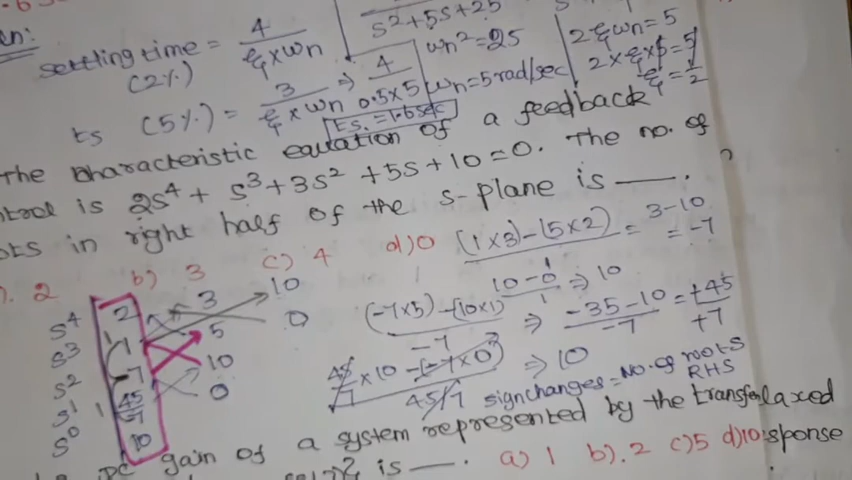 settling time = 4 / ξ × ωn
(2%)
ts (5%) = 3 / ξ × ωn ⇒ 4 / 0.5×5
ts = 1.6 sec
s²+5s+25
ωn² = 25
ωn = 5 rad/sec
2ξωn = 5
2×ξ×5 = 5
ξ = 1/2
The characteristic equation of a feedback
is 2s⁴ + s³ + 3s² + 5s + 10 = 0. The no. of
in right half of the s-plane is ___.
2 b) 3 c) 4 d) 0
(1×3)-(5×2) / 1 = 3-10 = -7
10-0 / 1 ⇒ 10
(-7×5)-(10×1) / -7 ⇒ -35-10 / -7 = +45 / +7
45/7 ×10 -(-7×0) / 45/7 ⇒ 10
s⁴ 2 3 10
s³ 1 5 0
s² -7 10
s¹ 45/7 0
s⁰ 10
sign changes = No. of roots
RHS
DC gain of a system represented by the
is ___. a) 1 b). 2 c) 5 d) 10